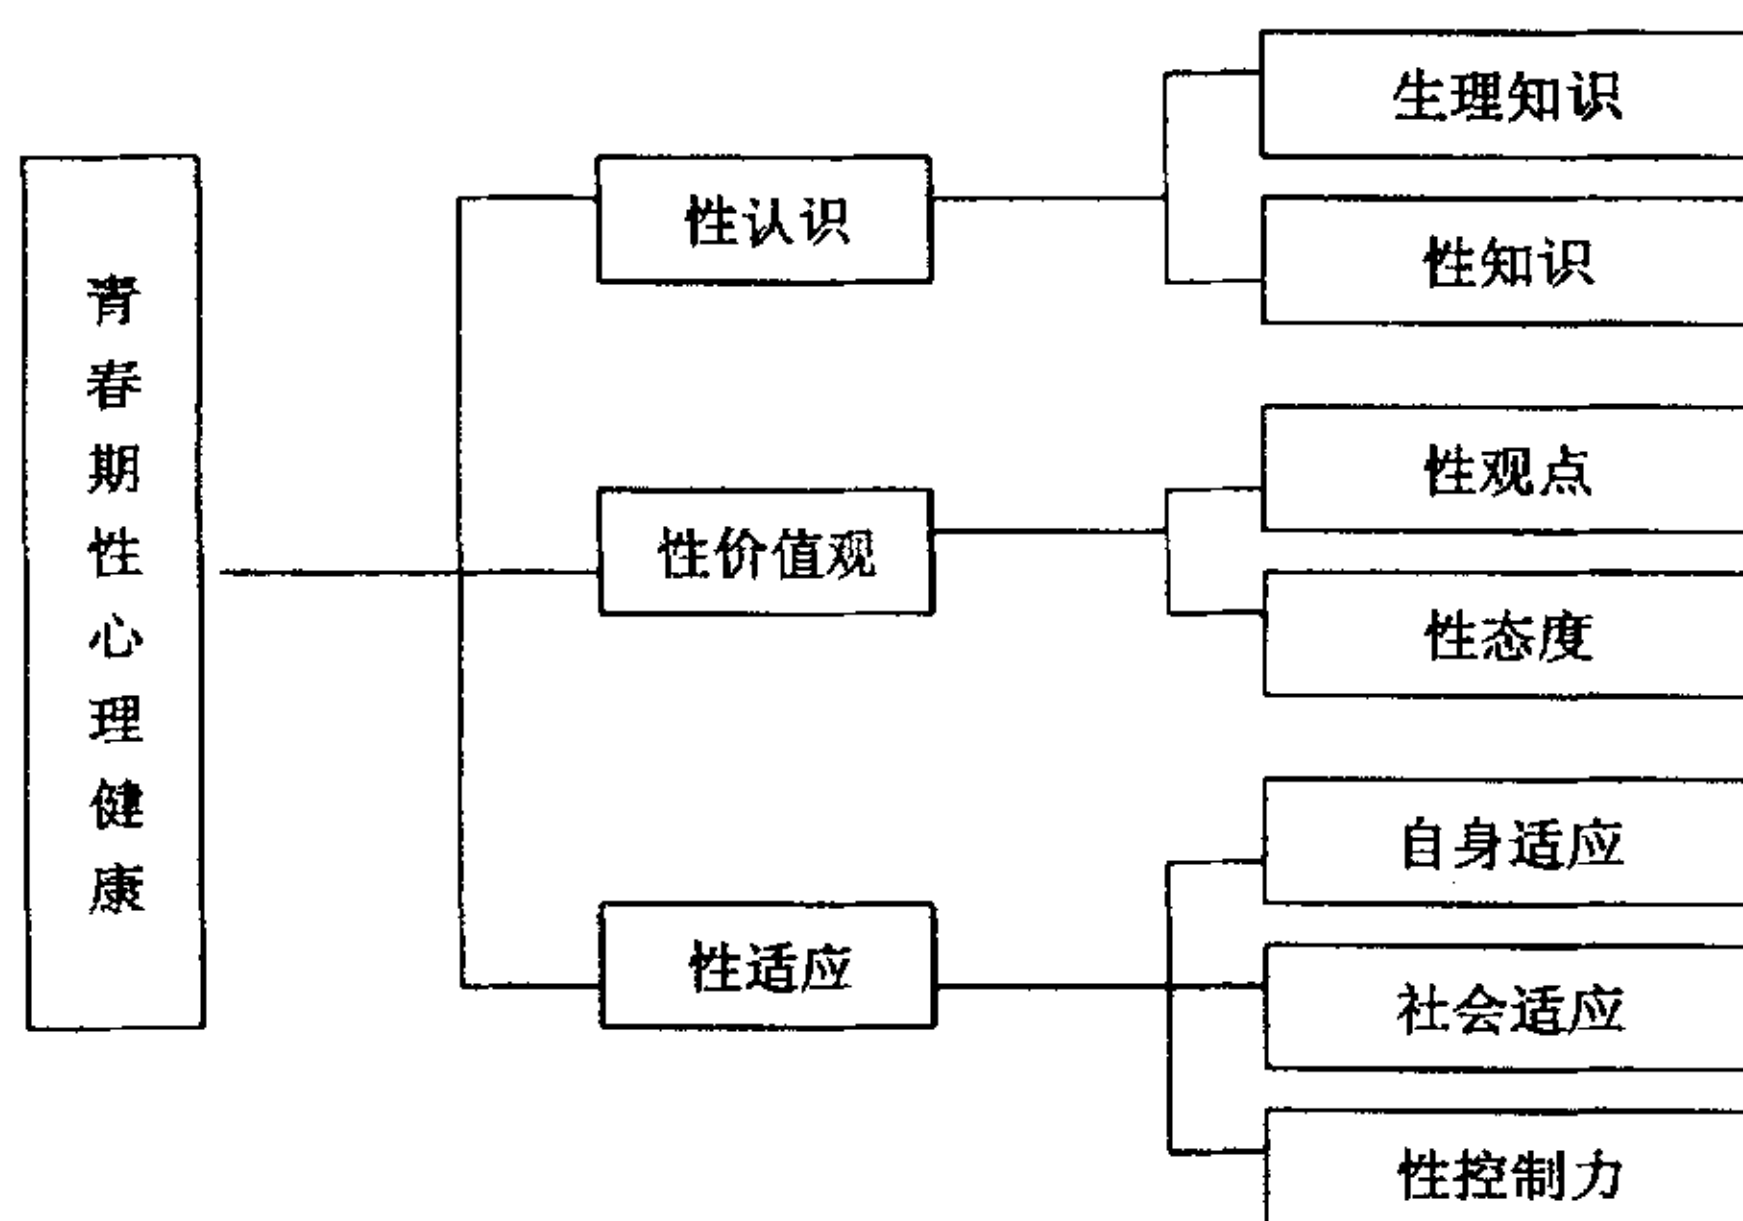 青春期性心理健康
性认识
生理知识
性知识
性价值观
性观点
性态度
性适应
自身适应
社会适应
性控制力